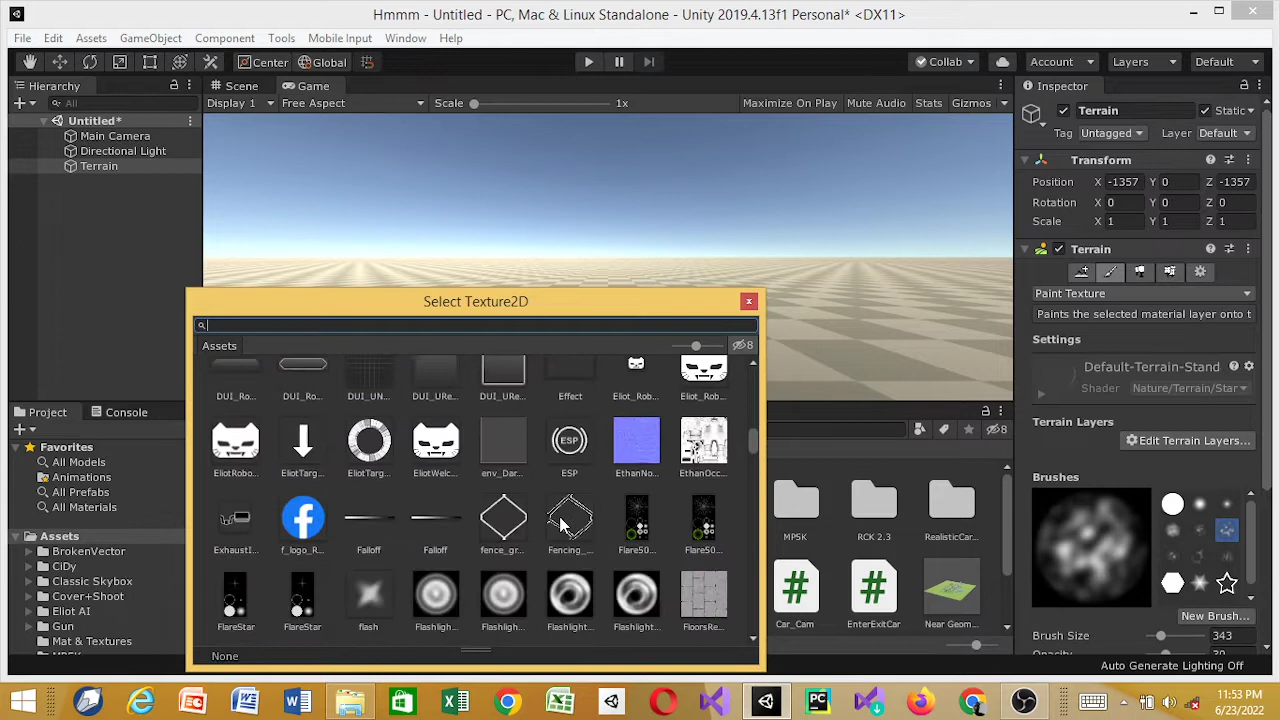 Hmmm - Untitled - PC, Mac & Linux Standalone - Unity 2019.4.13f1 Personal* <DX11>
File Edit Assets GameObject Component Tools Mobile Input Window Help
Center Global Collab Account Layers Default
Hierarchy
All
Untitled*
Main Camera
Directional Light
Terrain
Scene Game
Display 1 Free Aspect Scale 1x Maximize On Play Mute Audio Stats Gizmos
Inspector
Terrain Static
Tag Untagged Layer Default
Transform
Position X -1357 Y 0 Z -1357
Rotation X 0 Y 0 Z 0
Scale X 1 Y 1 Z 1
Terrain
Paint Texture
Paints the selected material layer onto t
Settings
Default-Terrain-Stand
Shader Nature/Terrain/Star
Terrain Layers
Edit Terrain Layers...
Brushes
New Brush...
Brush Size 343
Opacity
Auto Generate Lighting Off
Select Texture2D
Assets 8
DUI_Ro... DUI_Ro... DUI_UN... DUI_URe... DUI_URe... Effect Eliot_Rob... Eliot_Rob...
ESP
EliotRobo... EliotTarg... EliotTarg... EliotWelc... env_Dar... ESP EthanNo... EthanOcc...
ExhaustI... f_logo_R... Falloff Falloff fence_gr... Fencing_... Flare50... Flare50...
FlareStar FlareStar flash Flashligh... Flashligh... Flashlight... Flashlight... FloorsRe...
None
Project Console
8
Favorites
All Models
Animations
All Prefabs
All Materials
Assets
BrokenVector
CiDy
Classic Skybox
Cover+Shoot
Eliot AI
Gun
Mat & Textures
MPSK RCK 2.3 RealisticCar...
Car_Cam EnterExitCar Near Geom...
11:53 PM
6/23/2022